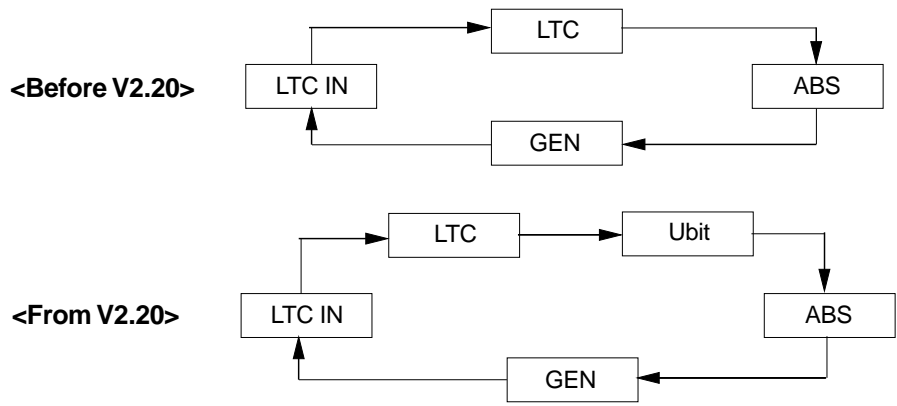 LTC
<Before V2.20>
LTC IN
ABS
GEN
LTC
Ubit
<From V2.20>
LTC IN
ABS
GEN